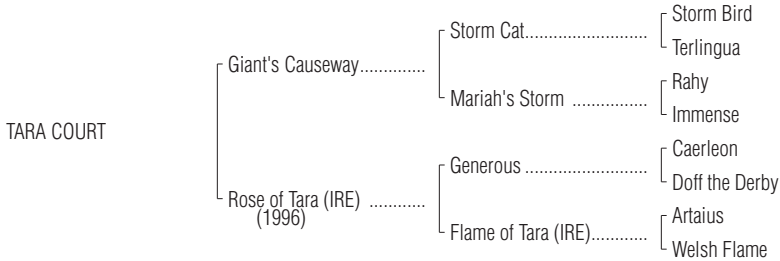 Storm Bird
Storm Cat..........................
Terlingua
Giant's Causeway..............
Rahy
Mariah's Storm ................
Immense
TARA COURT
Caerleon
Generous ..........................
Doff the Derby
Rose of Tara (IRE) ............
(1996)
Artaius
Flame of Tara (IRE)............
Welsh Flame